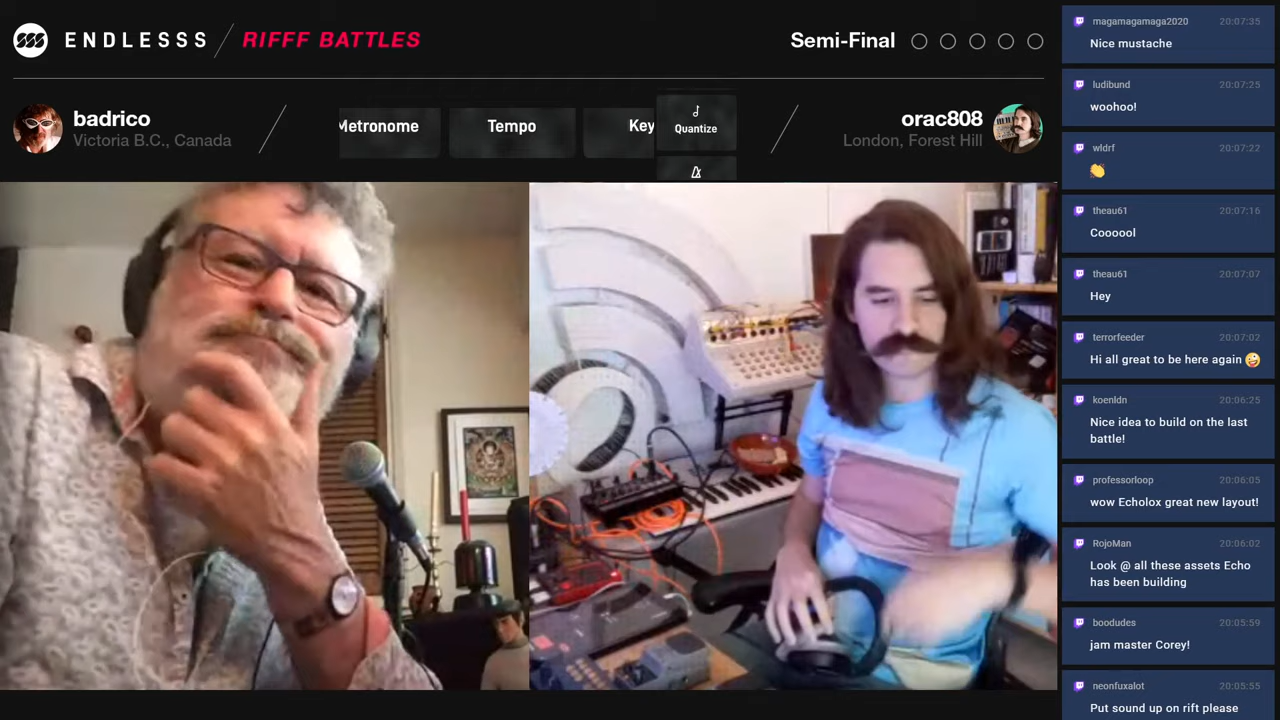 ENDLESSS
RIFFF BATTLES
Semi-Final
badrico
Victoria B.C., Canada
Metronome
Tempo
Key
Quantize
orac808
London, Forest Hill
magamagamaga2020 20:07:35
Nice mustache
ludibund 20:07:25
woohoo!
wldrf 20:07:22
👏
theau61 20:07:16
Coooool
theau61 20:07:07
Hey
terrorfeeder 20:07:02
Hi all great to be here again 🤪
koenldn 20:06:25
Nice idea to build on the last
battle!
professorloop 20:06:05
wow Echolox great new layout!
RojoMan 20:06:02
Look @ all these assets Echo
has been building
boodudes 20:05:59
jam master Corey!
neonfuxalot 20:05:55
Put sound up on rift please